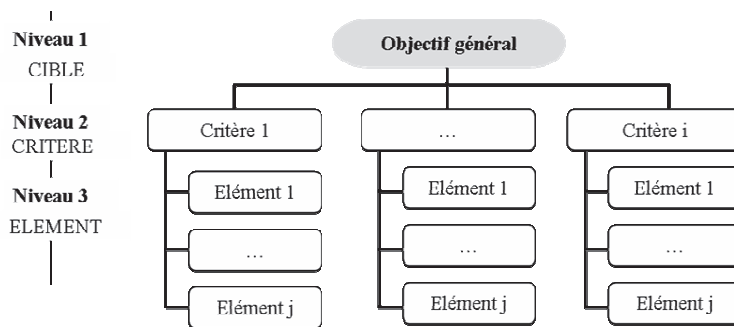 Niveau 1
CIBLE
Niveau 2
CRITERE
Niveau 3
ELEMENT
Objectif général
Critère 1
...
Critère i
Elément 1
...
Elément j
Elément 1
...
Elément j
Elément 1
...
Elément j